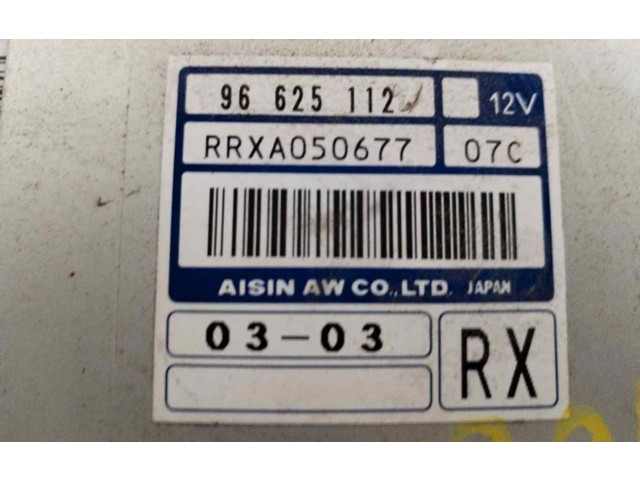 96 625 112 12V
RRXA050677 07C
AISIN AW CO.,LTD. JAPAN
03-03
RX